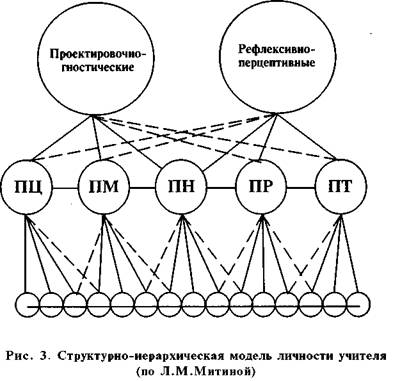 Проектировочно-
гностические
Рефлексивно-
перцептивные
ПЦ ПМ ПН ПР ПТ
Рис. 3. Структурно-иерархическая модель личности учителя
(по Л.М.Митиной)